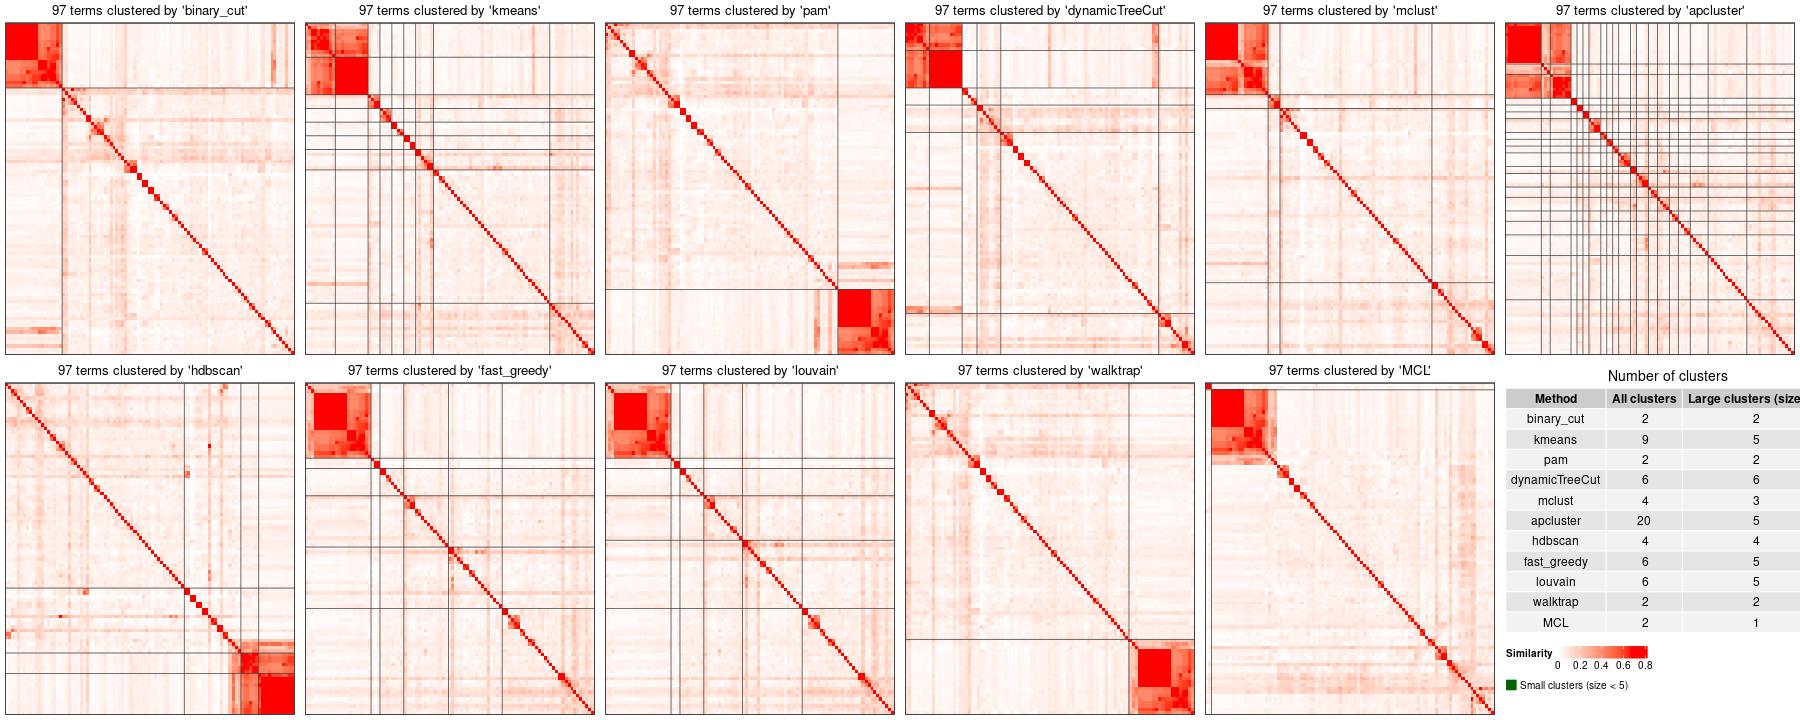 97 terms clustered by 'binary_cut'
97 terms clustered by 'kmeans'
97 terms clustered by 'pam'
97 terms clustered by 'dynamicTreeCut'
97 terms clustered by 'mclust'
97 terms clustered by 'apcluster'
97 terms clustered by 'hdbscan'
97 terms clustered by 'fast_greedy'
97 terms clustered by 'louvain'
97 terms clustered by 'walktrap'
97 terms clustered by 'MCL'
Number of clusters
Method All clusters Large clusters (size
binary_cut 2 2
kmeans 9 5
pam 2 2
dynamicTreeCut 6 6
mclust 4 3
apcluster 20 5
hdbscan 4 4
fast_greedy 6 5
louvain 6 5
walktrap 2 2
MCL 2 1
Similarity
0 0.2 0.4 0.6 0.8
Small clusters (size < 5)